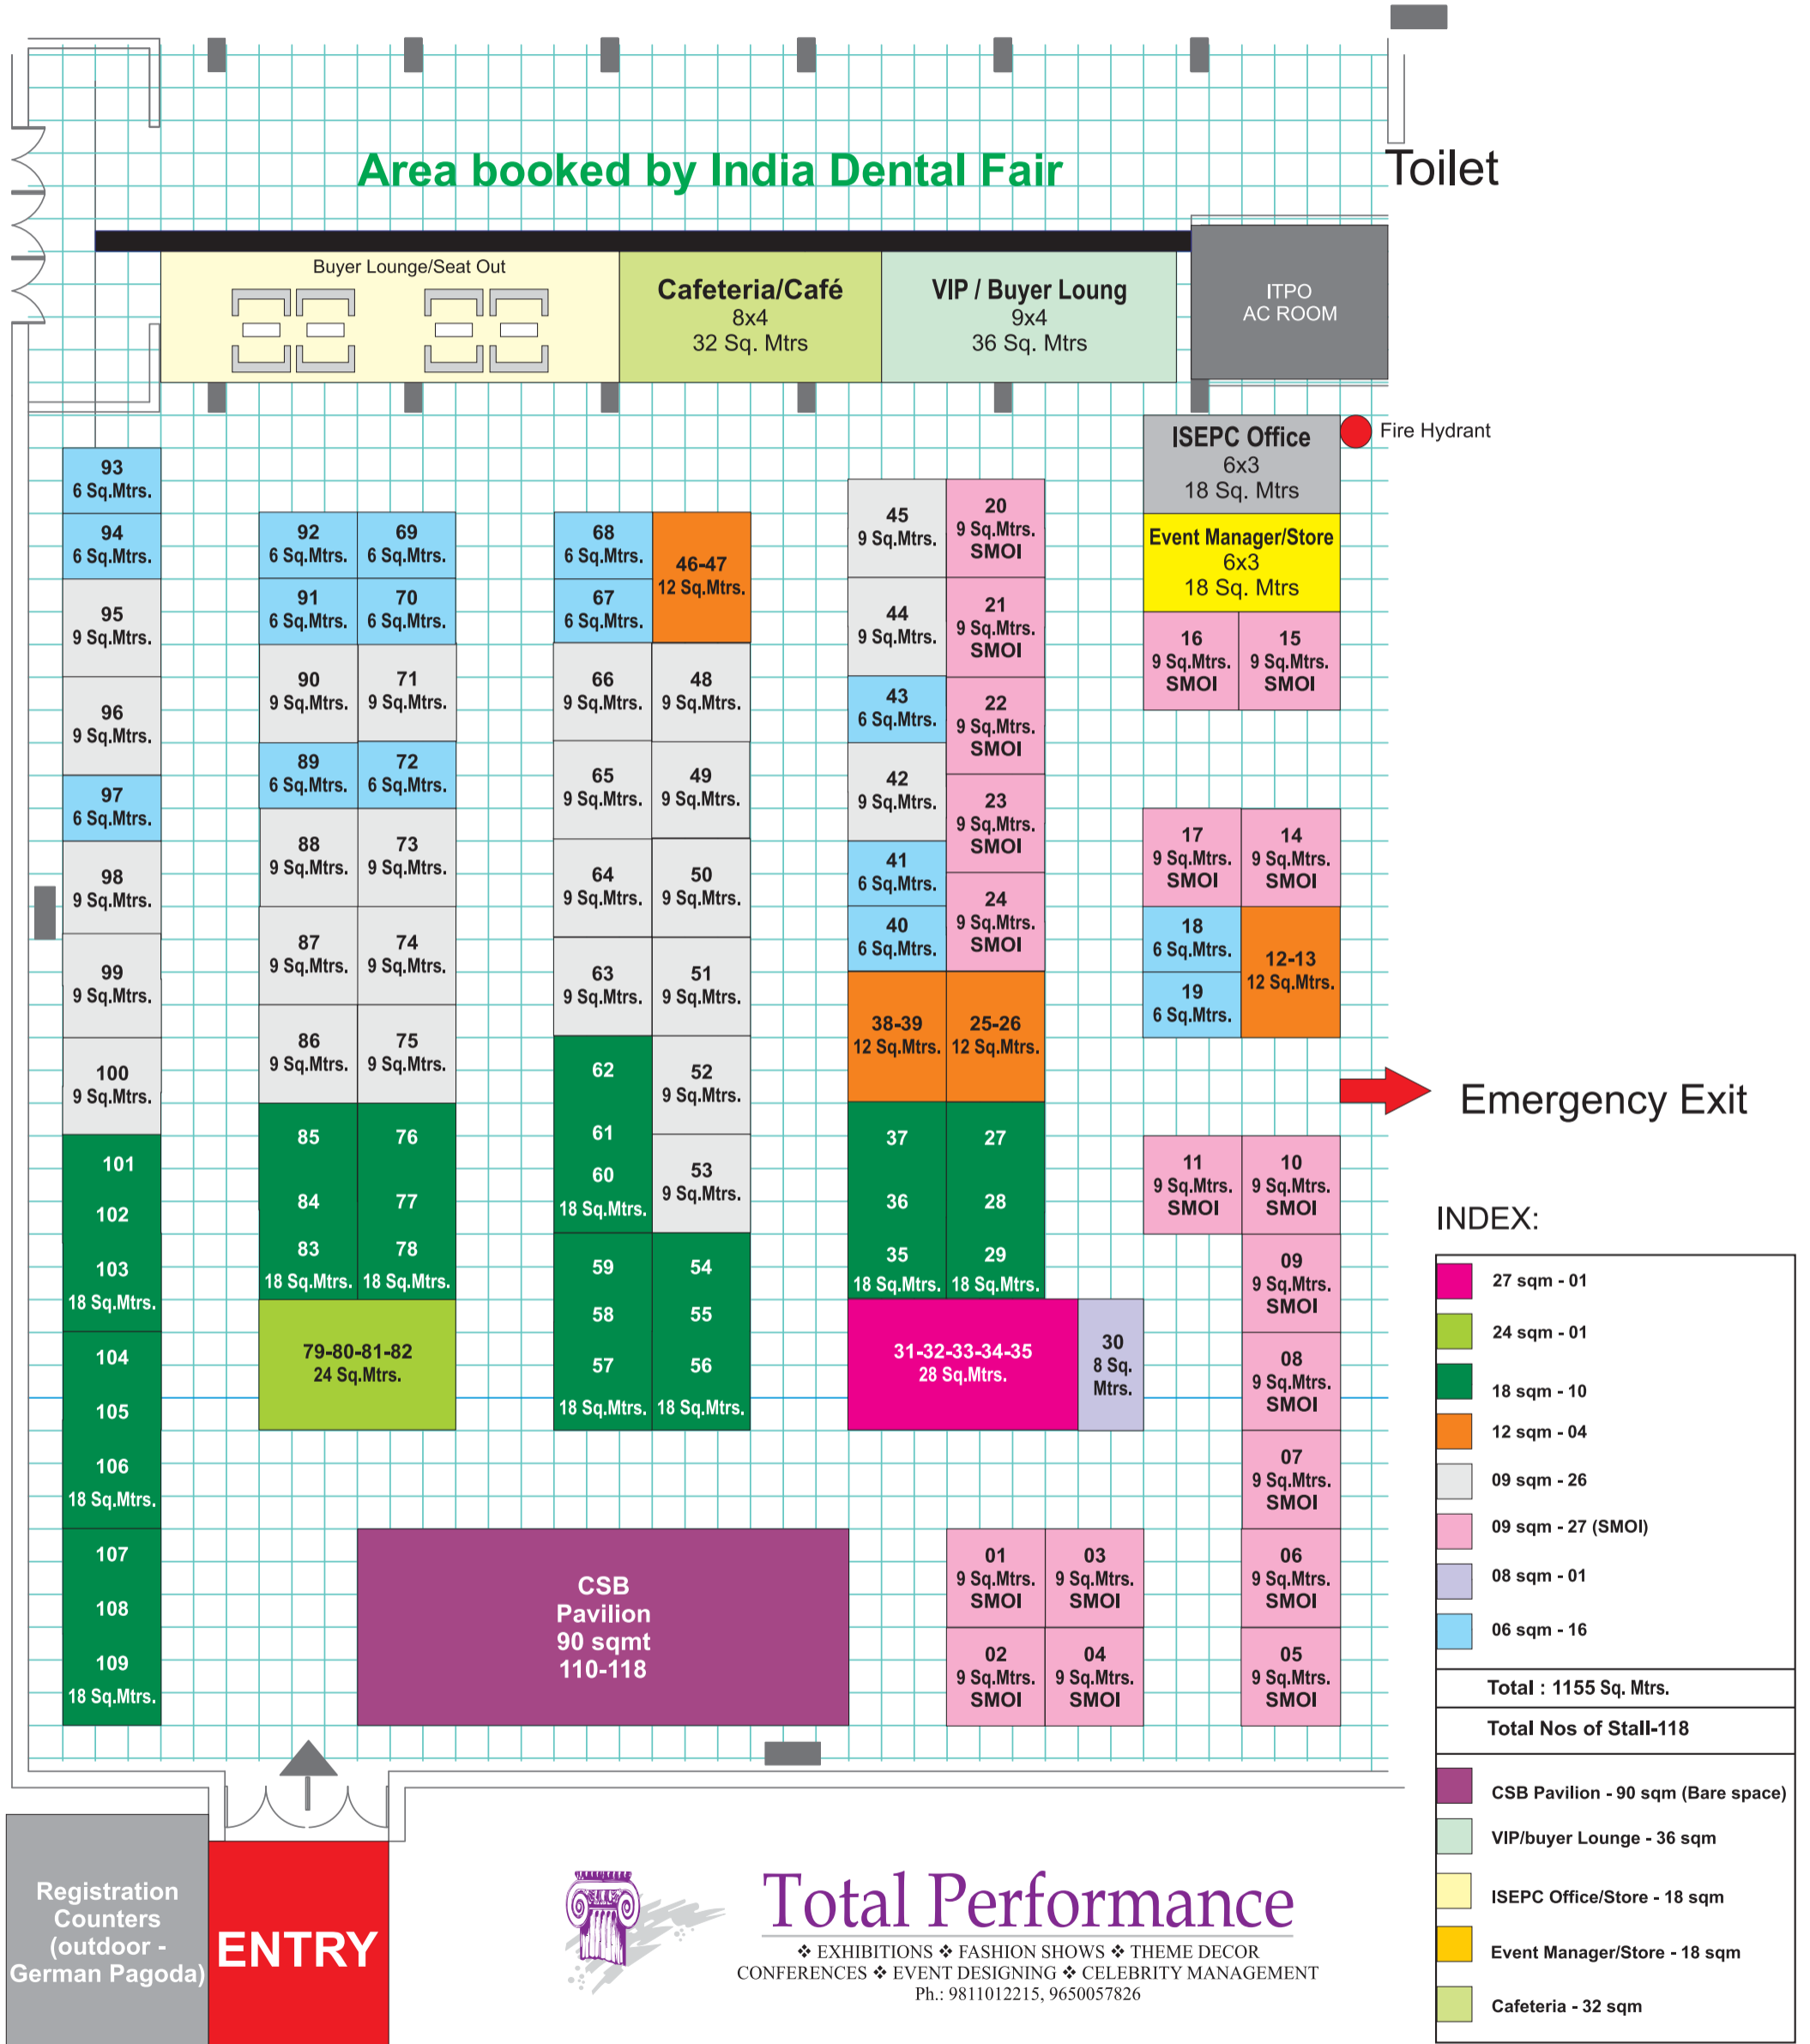 Area booked by India Dental Fair
Toilet
Buyer Lounge/Seat Out
Cafeteria/Café
8x4
32 Sq. Mtrs
VIP / Buyer Loung
9x4
36 Sq. Mtrs
ITPO
AC ROOM
ISEPC Office
6x3
18 Sq. Mtrs
Fire Hydrant
Event Manager/Store
6x3
18 Sq. Mtrs
93
6 Sq.Mtrs.
94
6 Sq.Mtrs.
95
9 Sq.Mtrs.
96
9 Sq.Mtrs.
97
6 Sq.Mtrs.
98
9 Sq.Mtrs.
99
9 Sq.Mtrs.
100
9 Sq.Mtrs.
101
102
103
18 Sq.Mtrs.
104
105
106
18 Sq.Mtrs.
107
108
109
18 Sq.Mtrs.
92
6 Sq.Mtrs.
91
6 Sq.Mtrs.
90
9 Sq.Mtrs.
89
6 Sq.Mtrs.
88
9 Sq.Mtrs.
87
9 Sq.Mtrs.
86
9 Sq.Mtrs.
85
84
83
18 Sq.Mtrs.
69
6 Sq.Mtrs.
70
6 Sq.Mtrs.
71
9 Sq.Mtrs.
72
6 Sq.Mtrs.
73
9 Sq.Mtrs.
74
9 Sq.Mtrs.
75
9 Sq.Mtrs.
76
77
78
18 Sq.Mtrs.
79-80-81-82
24 Sq.Mtrs.
68
6 Sq.Mtrs.
67
6 Sq.Mtrs.
66
9 Sq.Mtrs.
65
9 Sq.Mtrs.
64
9 Sq.Mtrs.
63
9 Sq.Mtrs.
62
61
60
18 Sq.Mtrs.
59
58
57
18 Sq.Mtrs.
46-47
12 Sq.Mtrs.
48
9 Sq.Mtrs.
49
9 Sq.Mtrs.
50
9 Sq.Mtrs.
51
9 Sq.Mtrs.
52
9 Sq.Mtrs.
53
9 Sq.Mtrs.
54
55
56
18 Sq.Mtrs.
45
9 Sq.Mtrs.
44
9 Sq.Mtrs.
43
6 Sq.Mtrs.
42
9 Sq.Mtrs.
41
6 Sq.Mtrs.
40
6 Sq.Mtrs.
38-39
12 Sq.Mtrs.
37
36
35
18 Sq.Mtrs.
20
9 Sq.Mtrs.
SMOI
21
9 Sq.Mtrs.
SMOI
22
9 Sq.Mtrs.
SMOI
23
9 Sq.Mtrs.
SMOI
24
9 Sq.Mtrs.
SMOI
25-26
12 Sq.Mtrs.
27
28
29
18 Sq.Mtrs.
31-32-33-34-35
28 Sq.Mtrs.
30
8 Sq.
Mtrs.
16
9 Sq.Mtrs.
SMOI
15
9 Sq.Mtrs.
SMOI
17
9 Sq.Mtrs.
SMOI
14
9 Sq.Mtrs.
SMOI
18
6 Sq.Mtrs.
19
6 Sq.Mtrs.
12-13
12 Sq.Mtrs.
Emergency Exit
11
9 Sq.Mtrs.
SMOI
10
9 Sq.Mtrs.
SMOI
09
9 Sq.Mtrs.
SMOI
08
9 Sq.Mtrs.
SMOI
07
9 Sq.Mtrs.
SMOI
06
9 Sq.Mtrs.
SMOI
05
9 Sq.Mtrs.
SMOI
01
9 Sq.Mtrs.
SMOI
03
9 Sq.Mtrs.
SMOI
02
9 Sq.Mtrs.
SMOI
04
9 Sq.Mtrs.
SMOI
CSB
Pavilion
90 sqmt
110-118
INDEX:
27 sqm - 01
24 sqm - 01
18 sqm - 10
12 sqm - 04
09 sqm - 26
09 sqm - 27 (SMOI)
08 sqm - 01
06 sqm - 16
Total : 1155 Sq. Mtrs.
Total Nos of Stall-118
CSB Pavilion - 90 sqm (Bare space)
VIP/buyer Lounge - 36 sqm
ISEPC Office/Store - 18 sqm
Event Manager/Store - 18 sqm
Cafeteria - 32 sqm
Registration
Counters
(outdoor -
German Pagoda)
ENTRY
Total Performance
❖ EXHIBITIONS ❖ FASHION SHOWS ❖ THEME DECOR
CONFERENCES ❖ EVENT DESIGNING ❖ CELEBRITY MANAGEMENT
Ph.: 9811012215, 9650057826